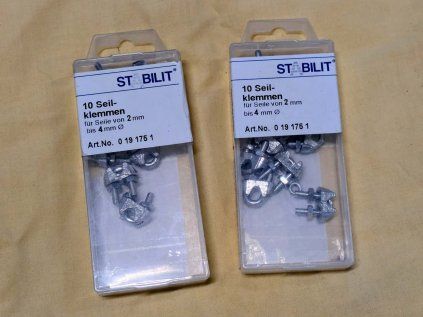 STABILIT®
10 Seil-
klemmen
für Seile von 2 mm
bis 4 mm Ø
Art.No. 0 19 175 1
STABILIT®
10 Seil-
klemmen
für Seile von 2 mm
bis 4 mm Ø
Art.No. 0 19 175 1